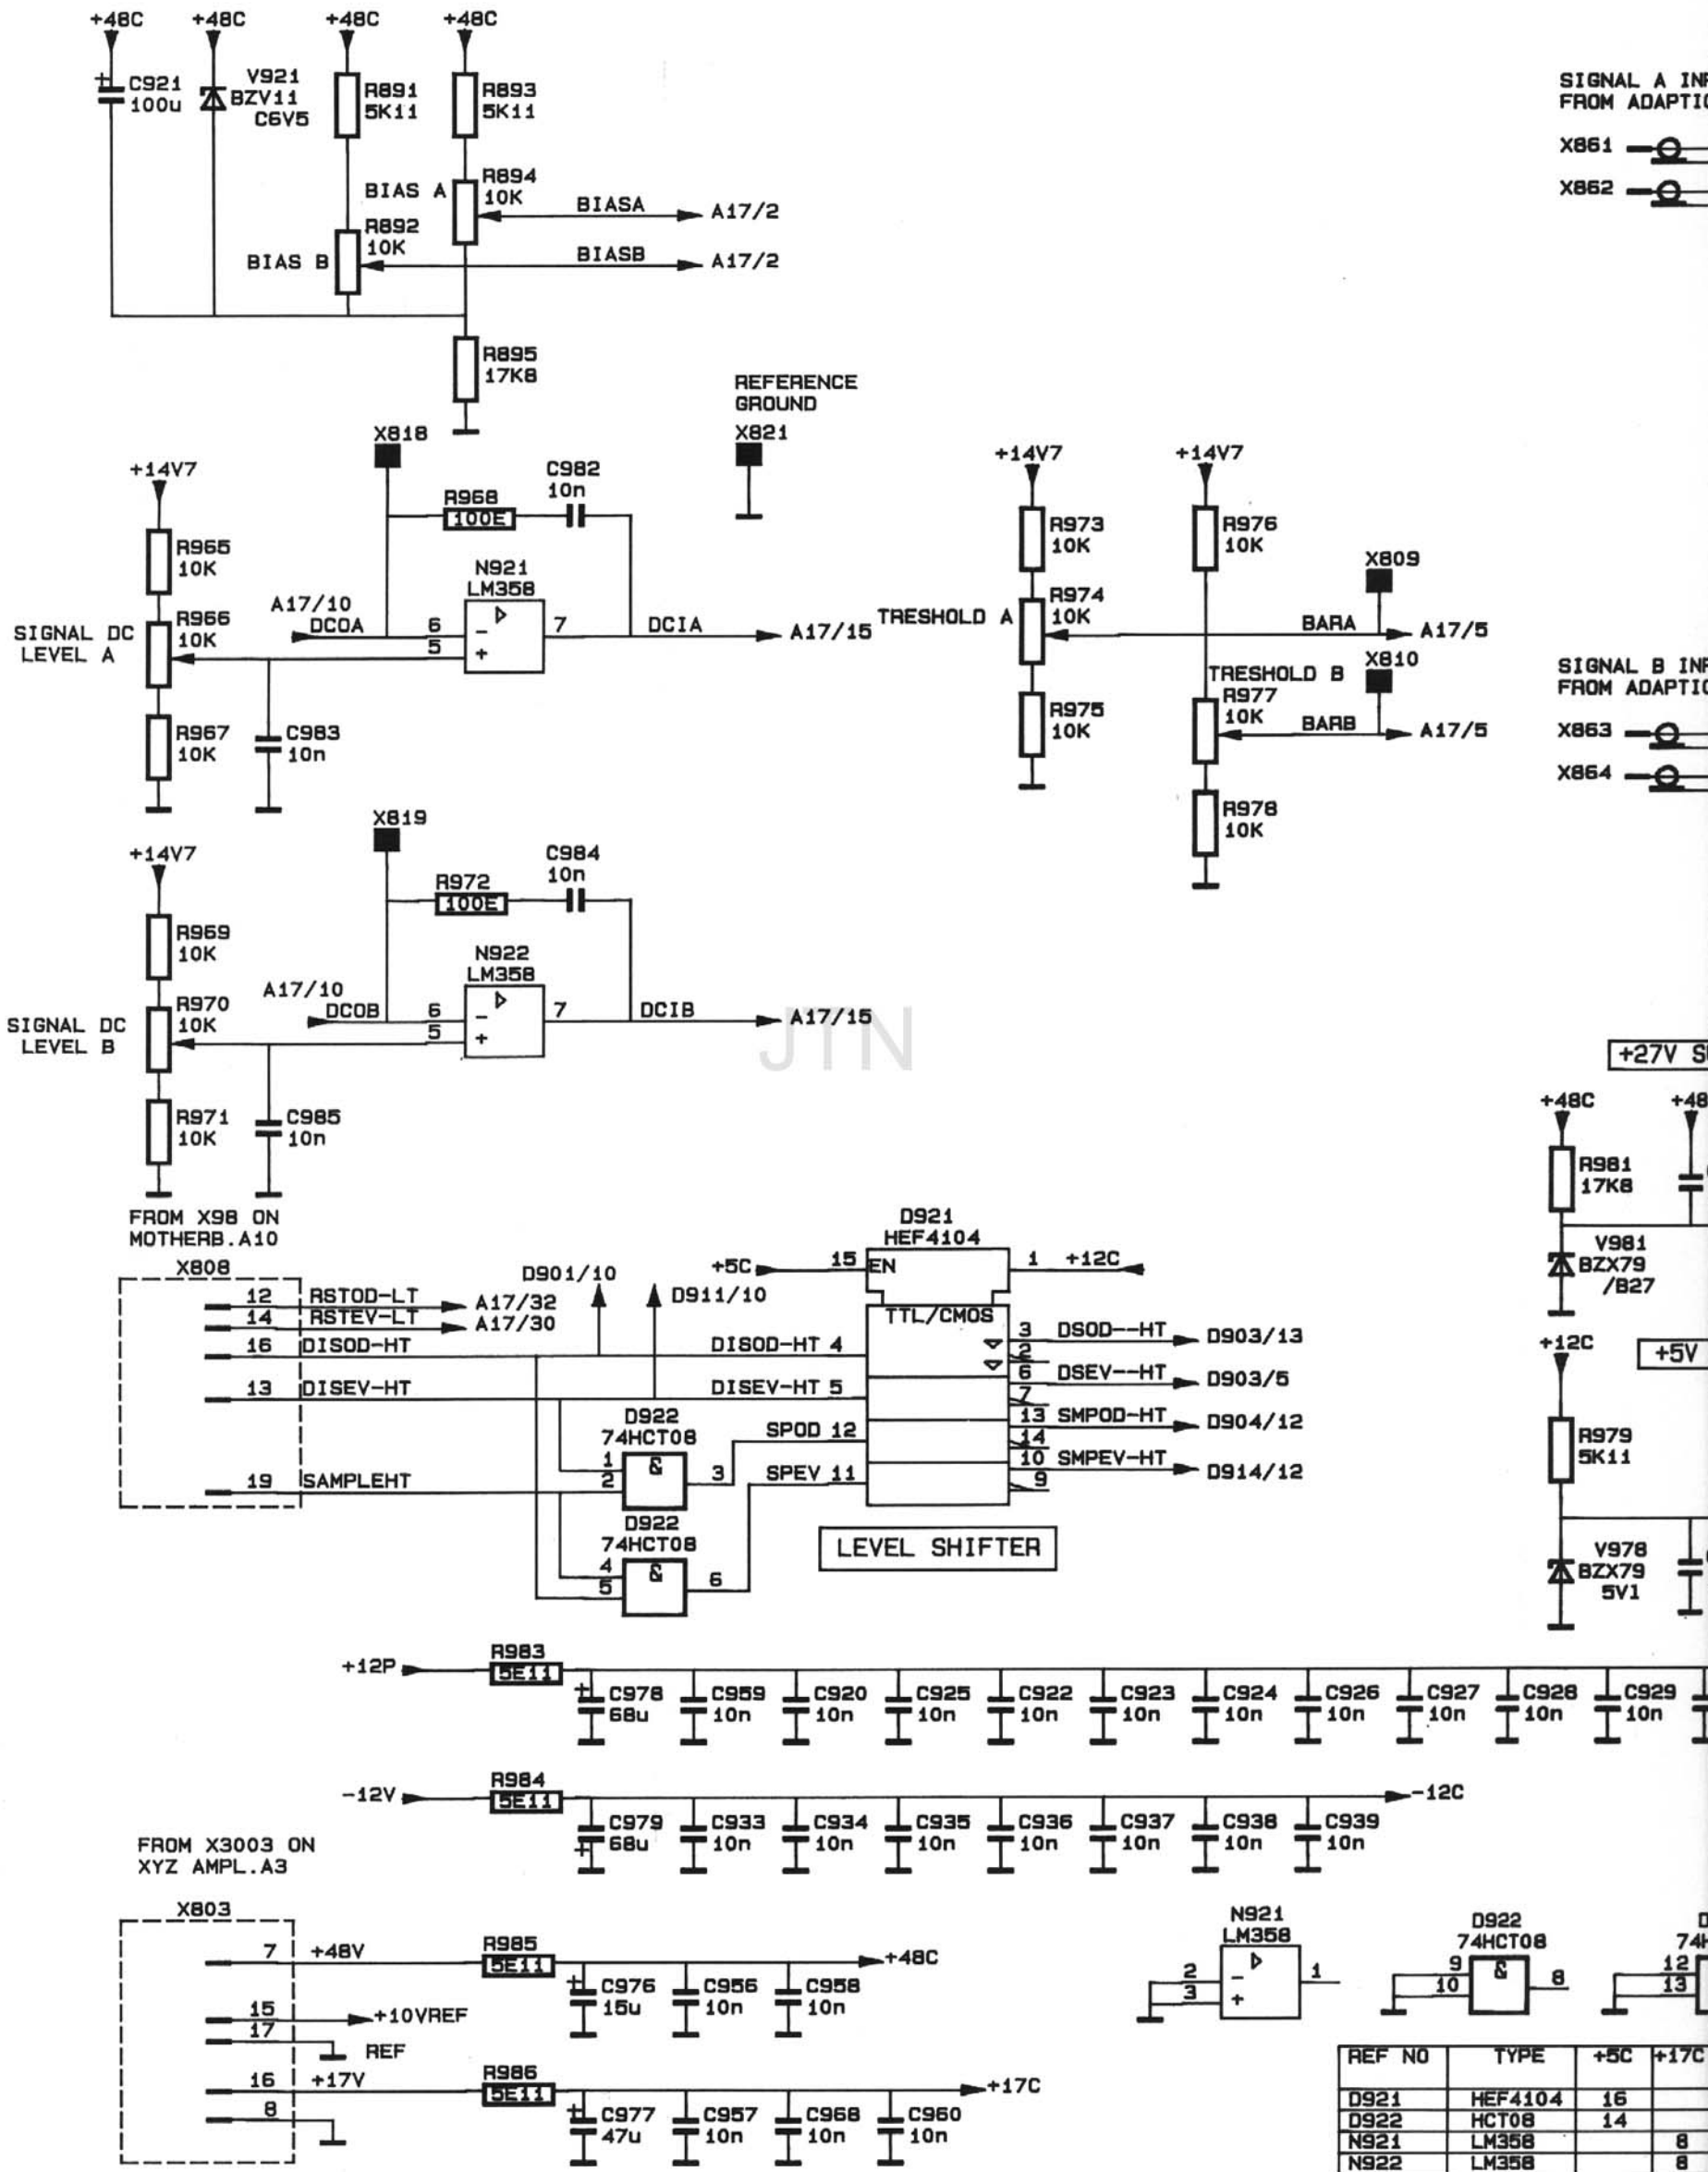 +48C
+48C
+48C
+48C
+
C921
100u
V921
BZV11
C6V5
R891
5K11
R893
5K11
BIAS A
R894
10K
BIASA
A17/2
R892
10K
BIAS B
BIASB
A17/2
R895
17K8
SIGNAL A
FROM
X861
X862
REFERENCE
GROUND
X821
X818
+14V7
R968
100E
C982
10n
R965
10K
N921
LM358
A17/10
DCOA
6
-
5
+
7
DCIA
A17/15
SIGNAL DC
LEVEL A
R966
10K
R967
10K
C983
10n
+14V7
+14V7
R973
10K
R976
10K
X809
TRESHOLD A
R974
10K
BARA
A17/5
TRESHOLD B
X810
R977
10K
BARB
A17/5
R975
10K
R978
10K
SIGNAL B
FROM
X863
X864
X819
+14V7
R972
100E
C984
10n
R969
10K
N922
LM358
A17/10
DCOB
6
-
5
+
7
DCIB
A17/15
JTN
SIGNAL DC
LEVEL B
R970
10K
R971
10K
C985
10n
+27V
+48C
+48
R981
17K8
V981
BZX79
/B27
+12C
+5V
R979
5K11
V978
BZX79
5V1
FROM X98 ON
MOTHERB.A10
X808
12 RSTOD-LT A17/32
14 RSTEV-LT A17/30
16 DISOD-HT
13 DISEV-HT
19 SAMPLEHT
D901/10
D911/10
D921
HEF4104
+5C 15 EN 1 +12C
TTL/CMOS
DISOD-HT 4
3 DSOD--HT D903/13
2
DISEV-HT 5
6 DSEV--HT D903/5
7
SPOD 12
13 SMPOD-HT D904/12
14
SPEV 11
10 SMPEV-HT D914/12
9
D922
74HCT08
1
2
&
3
D922
74HCT08
4
5
&
6
LEVEL SHIFTER
+12P
R983
5E11
+
C978
68u
C959
10n
C920
10n
C925
10n
C922
10n
C923
10n
C924
10n
C926
10n
C927
10n
C928
10n
C929
10n
-12V
R984
5E11
-12C
C979
68u
+
C933
10n
C934
10n
C935
10n
C936
10n
C937
10n
C938
10n
C939
10n
FROM X3003 ON
XYZ AMPL.A3
X803
7 +48V
R985
5E11
+48C
+
C976
15u
C956
10n
C958
10n
15 +10VREF
17 REF
16 +17V
R986
5E11
+17C
8
+
C977
47u
C957
10n
C968
10n
C960
10n
N921
LM358
2
-
3
+
1
D922
74HCT08
9
10
&
8
12
13
REF NO TYPE +5C +17C
D921 HEF4104 16
D922 HCT08 14
N921 LM358 8
N922 LM358 8